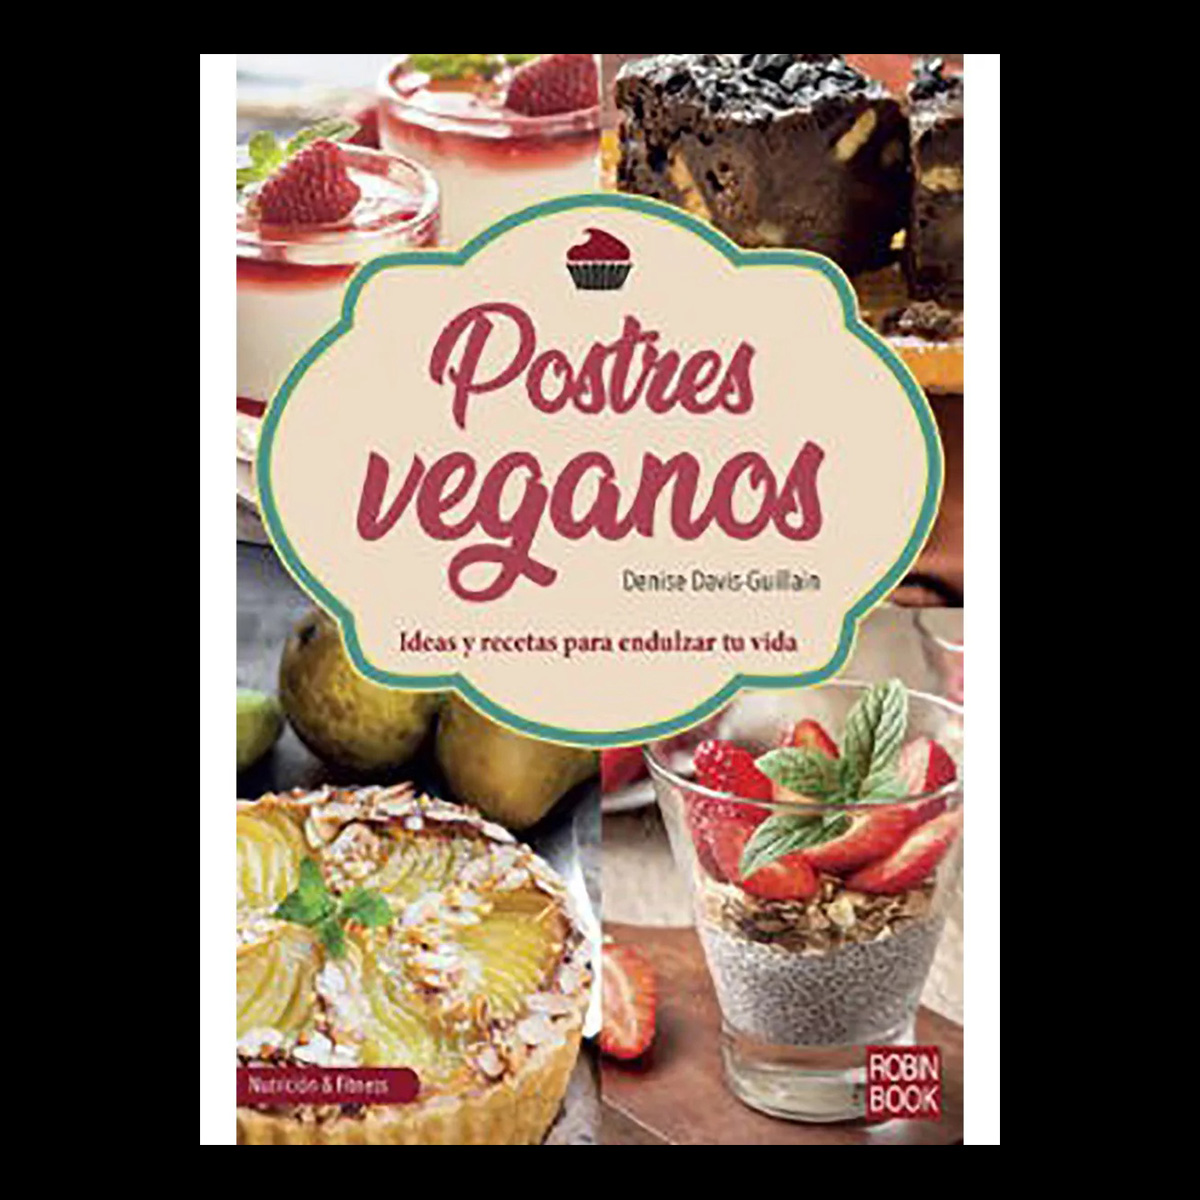 Postres
veganos
Denise Davis-Guillain
Ideas y recetas para endulzar tu vida
Nutrición & Fitness
ROBIN
BOOK